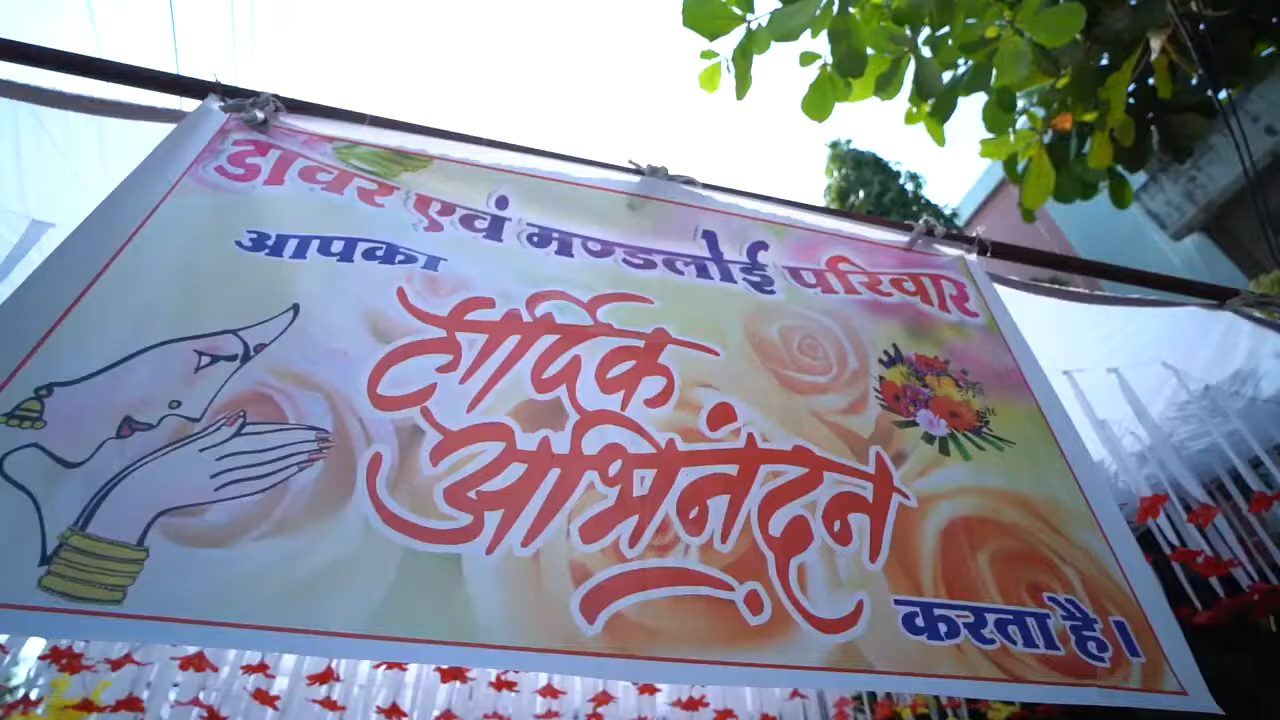 डावर एवं मण्डलोई परिवार
आपका
हार्दिक
अभिनंदन
करता है।